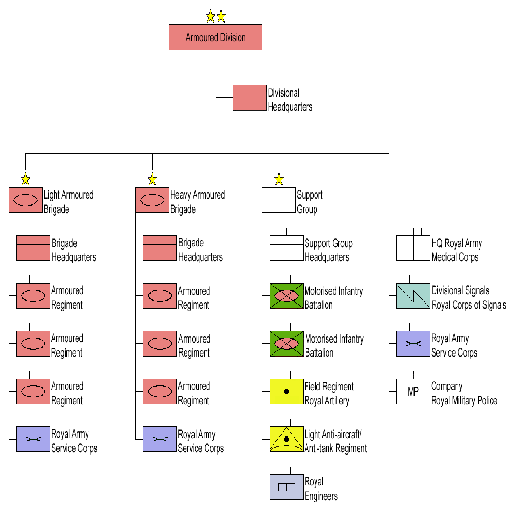 Armoured Division
Divisional
Headquarters
Light Armoured
Brigade
Heavy Armoured
Brigade
Support
Group
Brigade
Headquarters
Brigade
Headquarters
Support Group
Headquarters
HQ Royal Army
Medical Corps
Armoured
Regiment
Armoured
Regiment
Motorised Infantry
Battalion
Divisional Signals
Royal Corps of Signals
Armoured
Regiment
Armoured
Regiment
Motorised Infantry
Battalion
Royal Army
Service Corps
Armoured
Regiment
Armoured
Regiment
Field Regiment
Royal Artillery
MP
Company
Royal Military Police
Royal Army
Service Corps
Royal Army
Service Corps
Light Anti-aircraft/
Anti-tank Regiment
Royal
Engineers